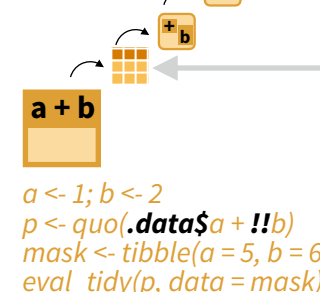 +
b
a + b
a <- 1; b <- 2
p <- quo(.data$a + !!b)
mask <- tibble(a = 5, b = 6
eval_tidy(p, data = mask)